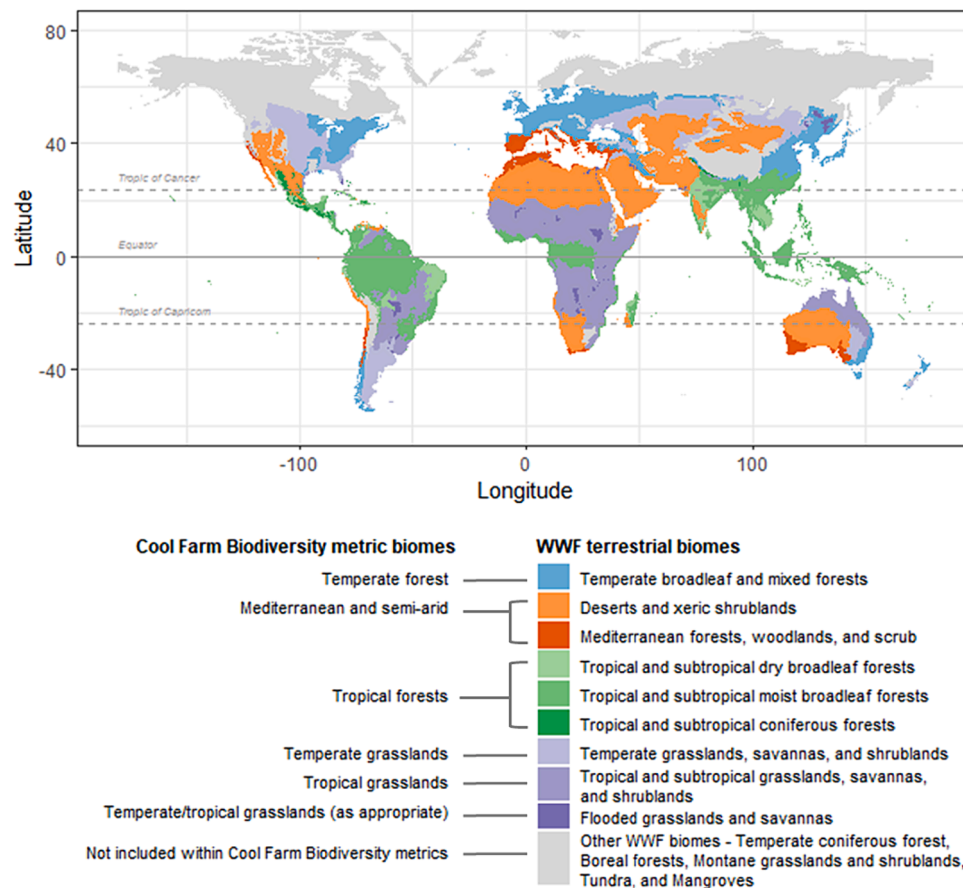 80
40
Tropic of Cancer
Equator
0
Tropic of Capricorn
-40
Latitude
-100
0
100
Longitude
Cool Farm Biodiversity metric biomes
WWF terrestrial biomes
Temperate forest
Temperate broadleaf and mixed forests
Mediterranean and semi-arid
Deserts and xeric shrublands
Mediterranean forests, woodlands, and scrub
Tropical and subtropical dry broadleaf forests
Tropical forests
Tropical and subtropical moist broadleaf forests
Tropical and subtropical coniferous forests
Temperate grasslands
Temperate grasslands, savannas, and shrublands
Tropical grasslands
Tropical and subtropical grasslands, savannas,
and shrublands
Temperate/tropical grasslands (as appropriate)
Flooded grasslands and savannas
Not included within Cool Farm Biodiversity metrics
Other WWF biomes - Temperate coniferous forest,
Boreal forests, Montane grasslands and shrublands,
Tundra, and Mangroves